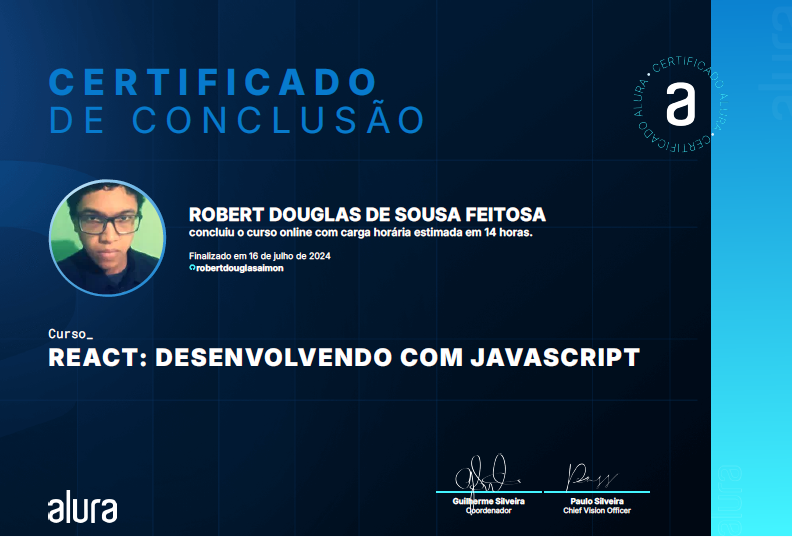 CERTIFICADO
DE CONCLUSÃO
CERTIFICADO ALURA • CERTIFICADO ALURA •
a
alura
ROBERT DOUGLAS DE SOUSA FEITOSA
concluiu o curso online com carga horária estimada em 14 horas.
Finalizado em 16 de julho de 2024
robertdouglasaimon
Curso_
REACT: DESENVOLVENDO COM JAVASCRIPT
Guilherme Silveira
Coordenador
Paulo Silveira
Chief Vision Officer
alura
alura